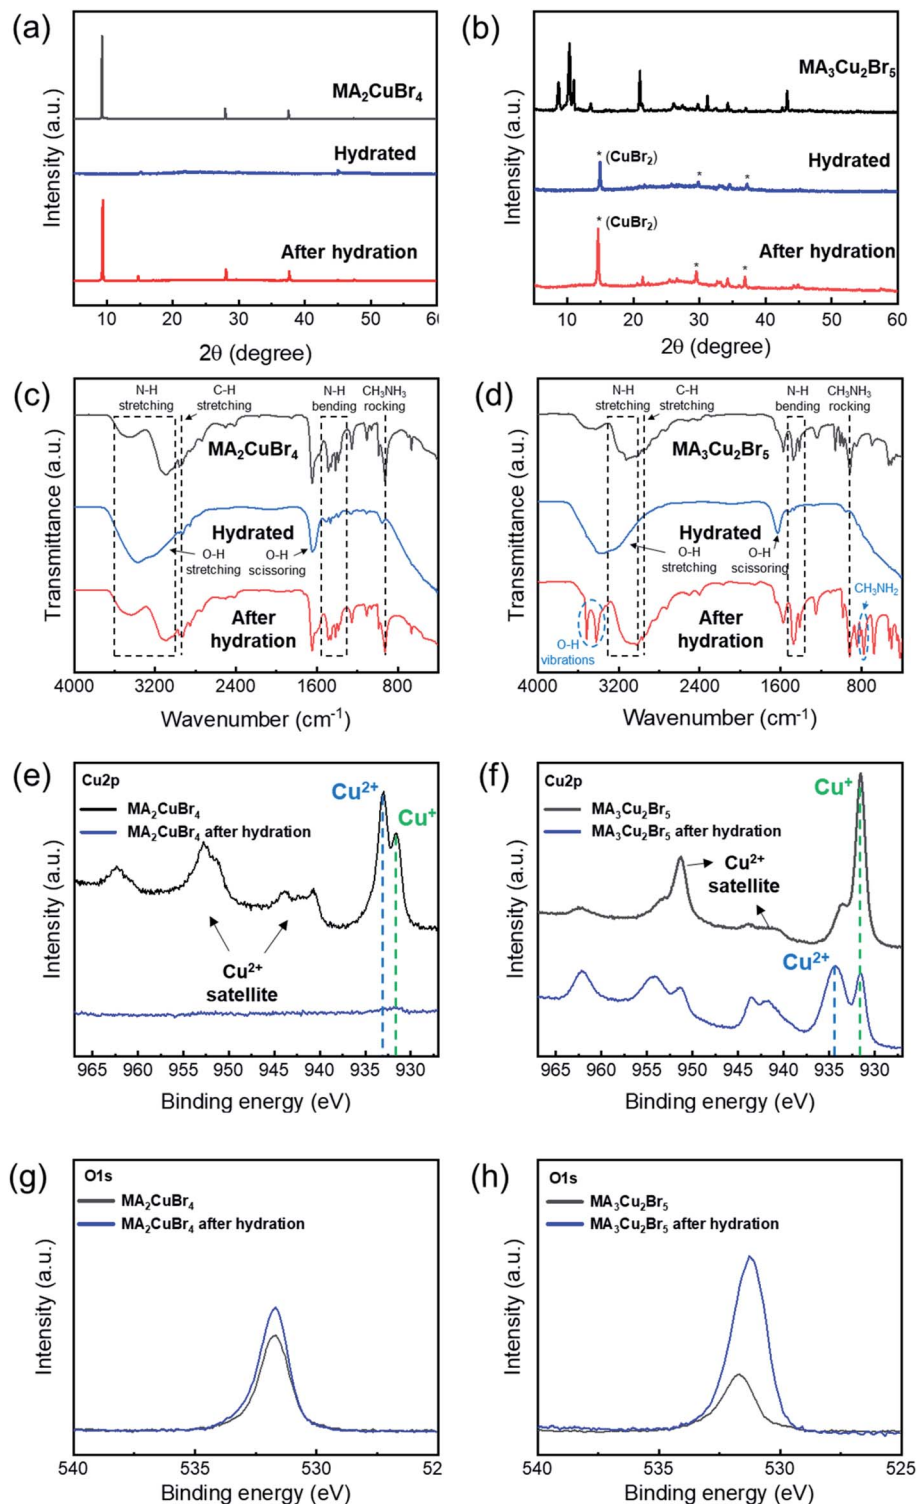 (a)
Intensity (a.u.)
MA₂CuBr₄
Hydrated
After hydration
10 20 30 40 50 60
2θ (degree)
(b)
Intensity (a.u.)
MA₃Cu₂Br₅
* (CuBr₂)
Hydrated
*
*
* (CuBr₂)
After hydration
*
*
10 20 30 40 50 60
2θ (degree)
(c)
Transmittance (a.u.)
N-H
stretching
C-H
stretching
N-H
bending
CH₃NH₃
rocking
MA₂CuBr₄
Hydrated
O-H
stretching
O-H
scissoring
After
hydration
4000 3200 2400 1600 800
Wavenumber (cm⁻¹)
(d)
Transmittance (a.u.)
N-H
stretching
C-H
stretching
N-H
bending
CH₃NH₃
rocking
MA₃Cu₂Br₅
Hydrated
O-H
stretching
O-H
scissoring
CH₃NH₂
After
hydration
O-H
vibrations
4000 3200 2400 1600 800
Wavenumber (cm⁻¹)
(e)
Intensity (a.u.)
Cu2p
MA₂CuBr₄
MA₂CuBr₄ after hydration
Cu²⁺
Cu⁺
Cu²⁺
satellite
965 960 955 950 945 940 935 930
Binding energy (eV)
(f)
Intensity (a.u.)
Cu2p
MA₃Cu₂Br₅
MA₃Cu₂Br₅ after hydration
Cu⁺
Cu²⁺
satellite
Cu²⁺
965 960 955 950 945 940 935 930
Binding energy (eV)
(g)
Intensity (a.u.)
O1s
MA₂CuBr₄
MA₂CuBr₄ after hydration
540 535 530 52
Binding energy (eV)
(h)
Intensity (a.u.)
O1s
MA₃Cu₂Br₅
MA₃Cu₂Br₅ after hydration
540 535 530 525
Binding energy (eV)